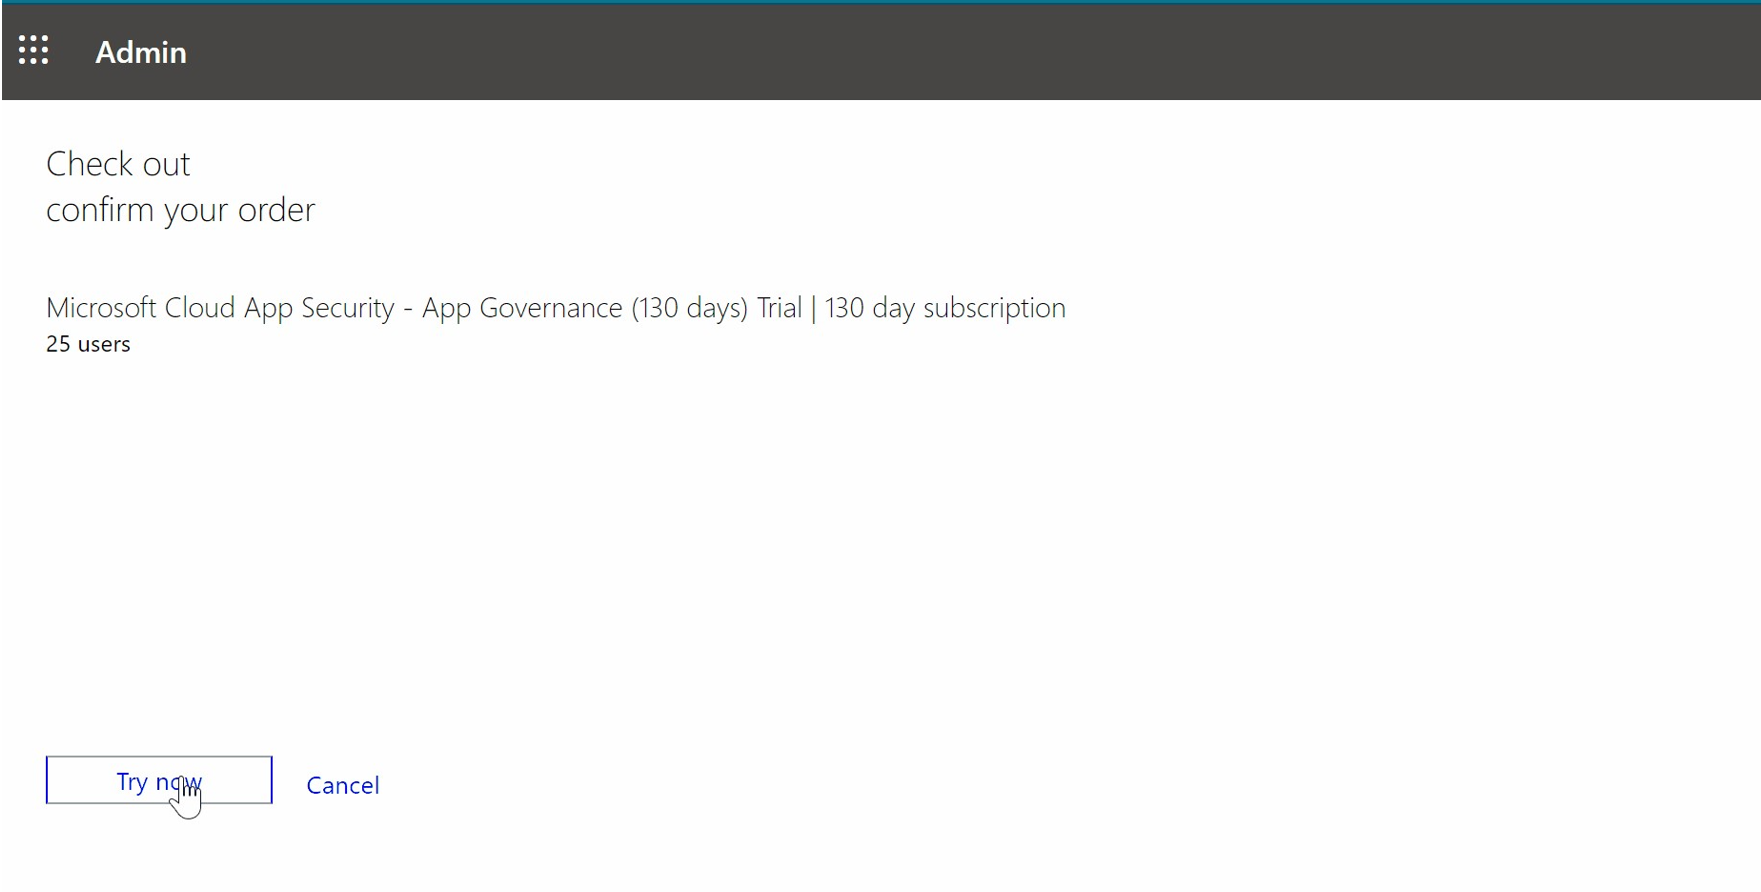 Admin
Check out
confirm your order
Microsoft Cloud App Security - App Governance (130 days) Trial | 130 day subscription
25 users
Try now
Cancel